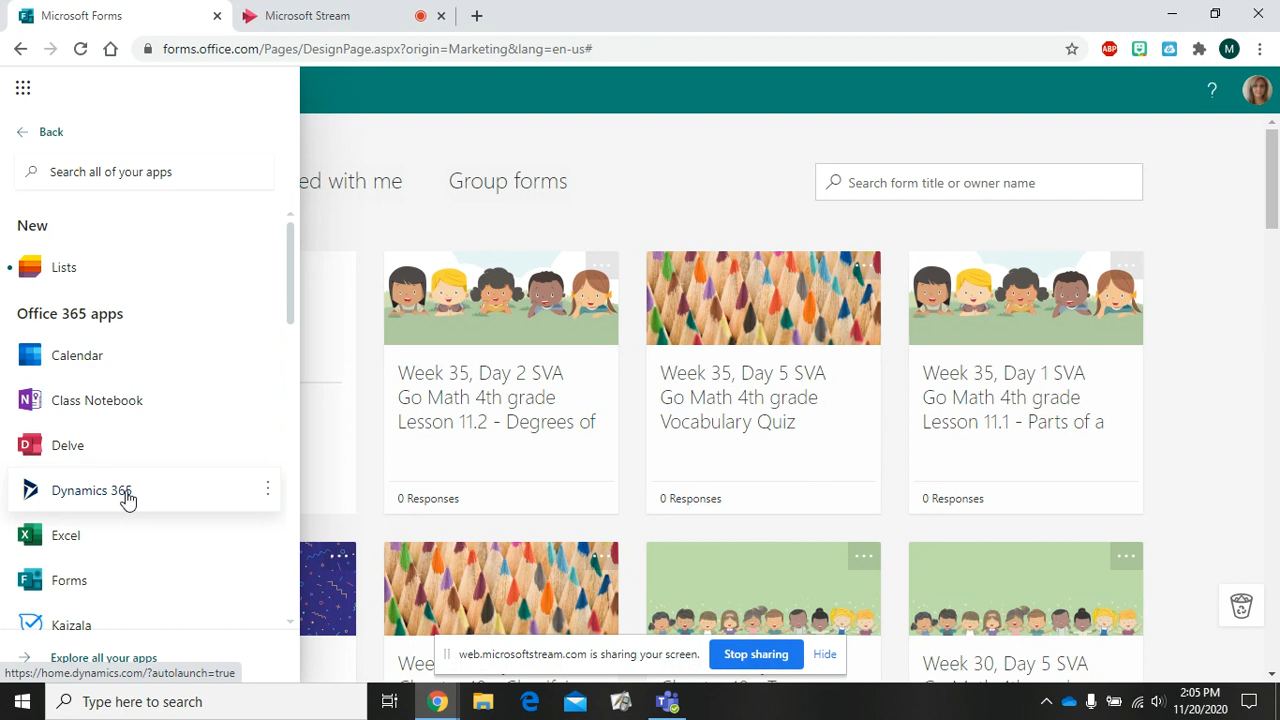 Microsoft Forms
Microsoft Stream
forms.office.com/Pages/DesignPage.aspx?origin=Marketing&lang=en-us#
ABP
M
Back
Search all of your apps
New
Lists
Office 365 apps
Calendar
Class Notebook
Delve
Dynamics 365
Excel
Forms
Kaizala
Explore all your apps
https://home.dynamics.com/?autolaunch=true
?
ed with me
Group forms
Search form title or owner name
Week 35, Day 2 SVA
Go Math 4th grade
Lesson 11.2 - Degrees of
0 Responses
Week 35, Day 5 SVA
Go Math 4th grade
Vocabulary Quiz
0 Responses
Week 35, Day 1 SVA
Go Math 4th grade
Lesson 11.1 - Parts of a
0 Responses
Week 30, Day 5 SVA
web.microsoftstream.com is sharing your screen.
Stop sharing
Hide
Type here to search
2:05 PM
11/20/2020